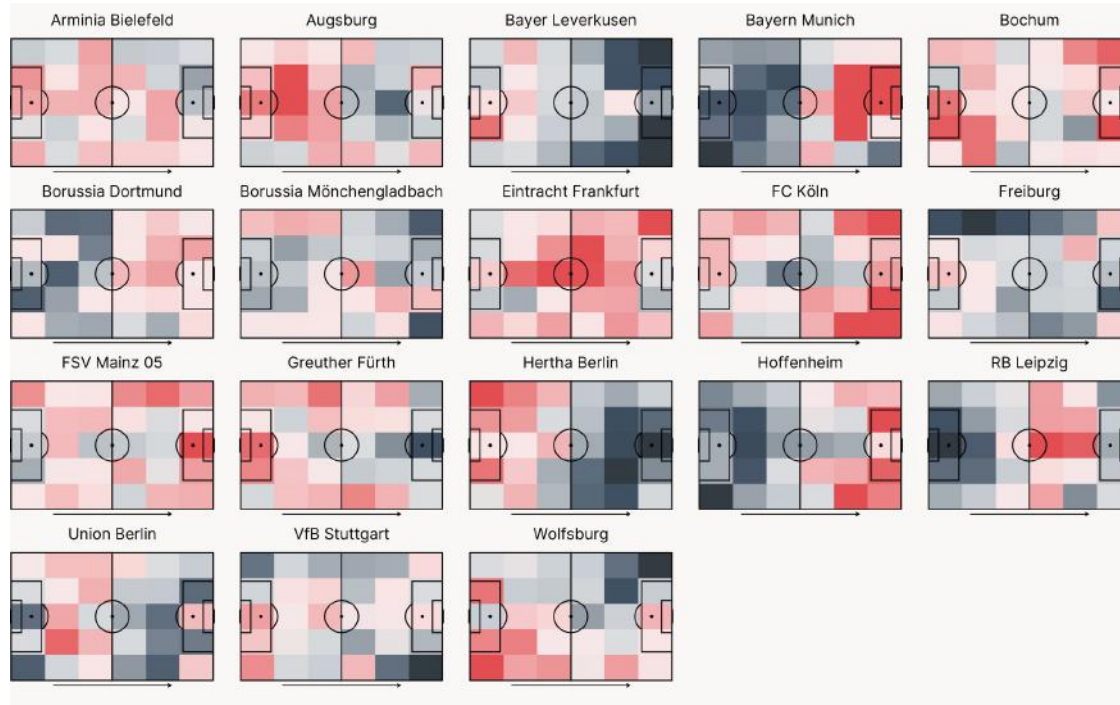 Arminia Bielefeld
Augsburg
Bayer Leverkusen
Bayern Munich
Bochum
Borussia Dortmund
Borussia Mönchengladbach
Eintracht Frankfurt
FC Köln
Freiburg
FSV Mainz 05
Greuther Fürth
Hertha Berlin
Hoffenheim
RB Leipzig
Union Berlin
VfB Stuttgart
Wolfsburg